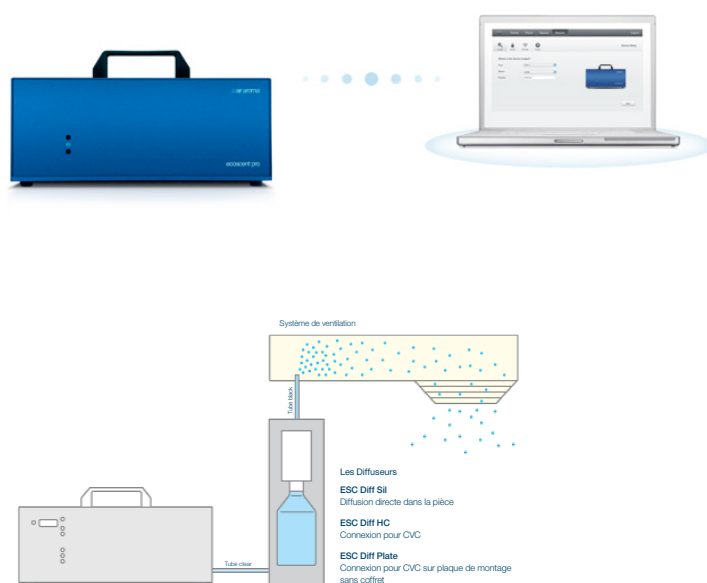 air aroma
ecoscent pro
Système de ventilation
Tube black
Les Diffuseurs
ESC Diff Sil
Diffusion directe dans la pièce
ESC Diff HC
Connexion pour CVC
ESC Diff Plate
Connexion pour CVC sur plaque de montage
sans coffret
Tube clear